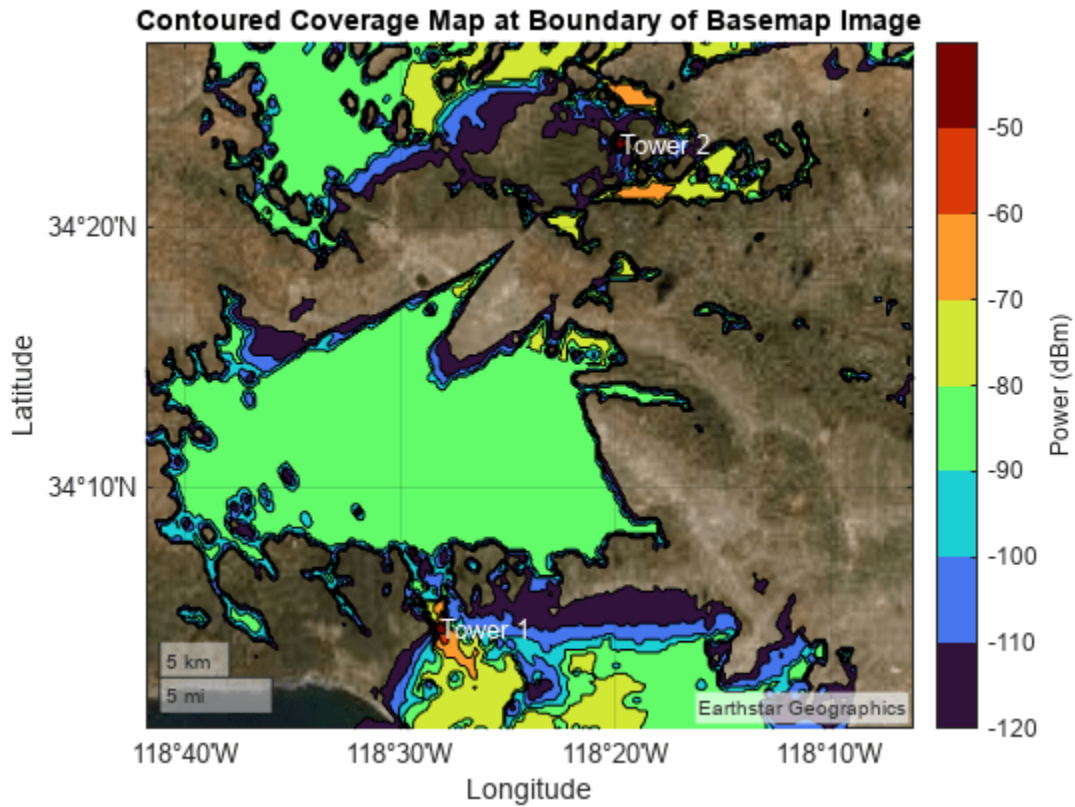 Contoured Coverage Map at Boundary of Basemap Image
Tower 2
34°20'N
34°10'N
Latitude
Tower 1
5 km
5 mi
Earthstar Geographics
118°40'W
118°30'W
118°20'W
118°10'W
Longitude
-50
-60
-70
-80
-90
-100
-110
-120
Power (dBm)